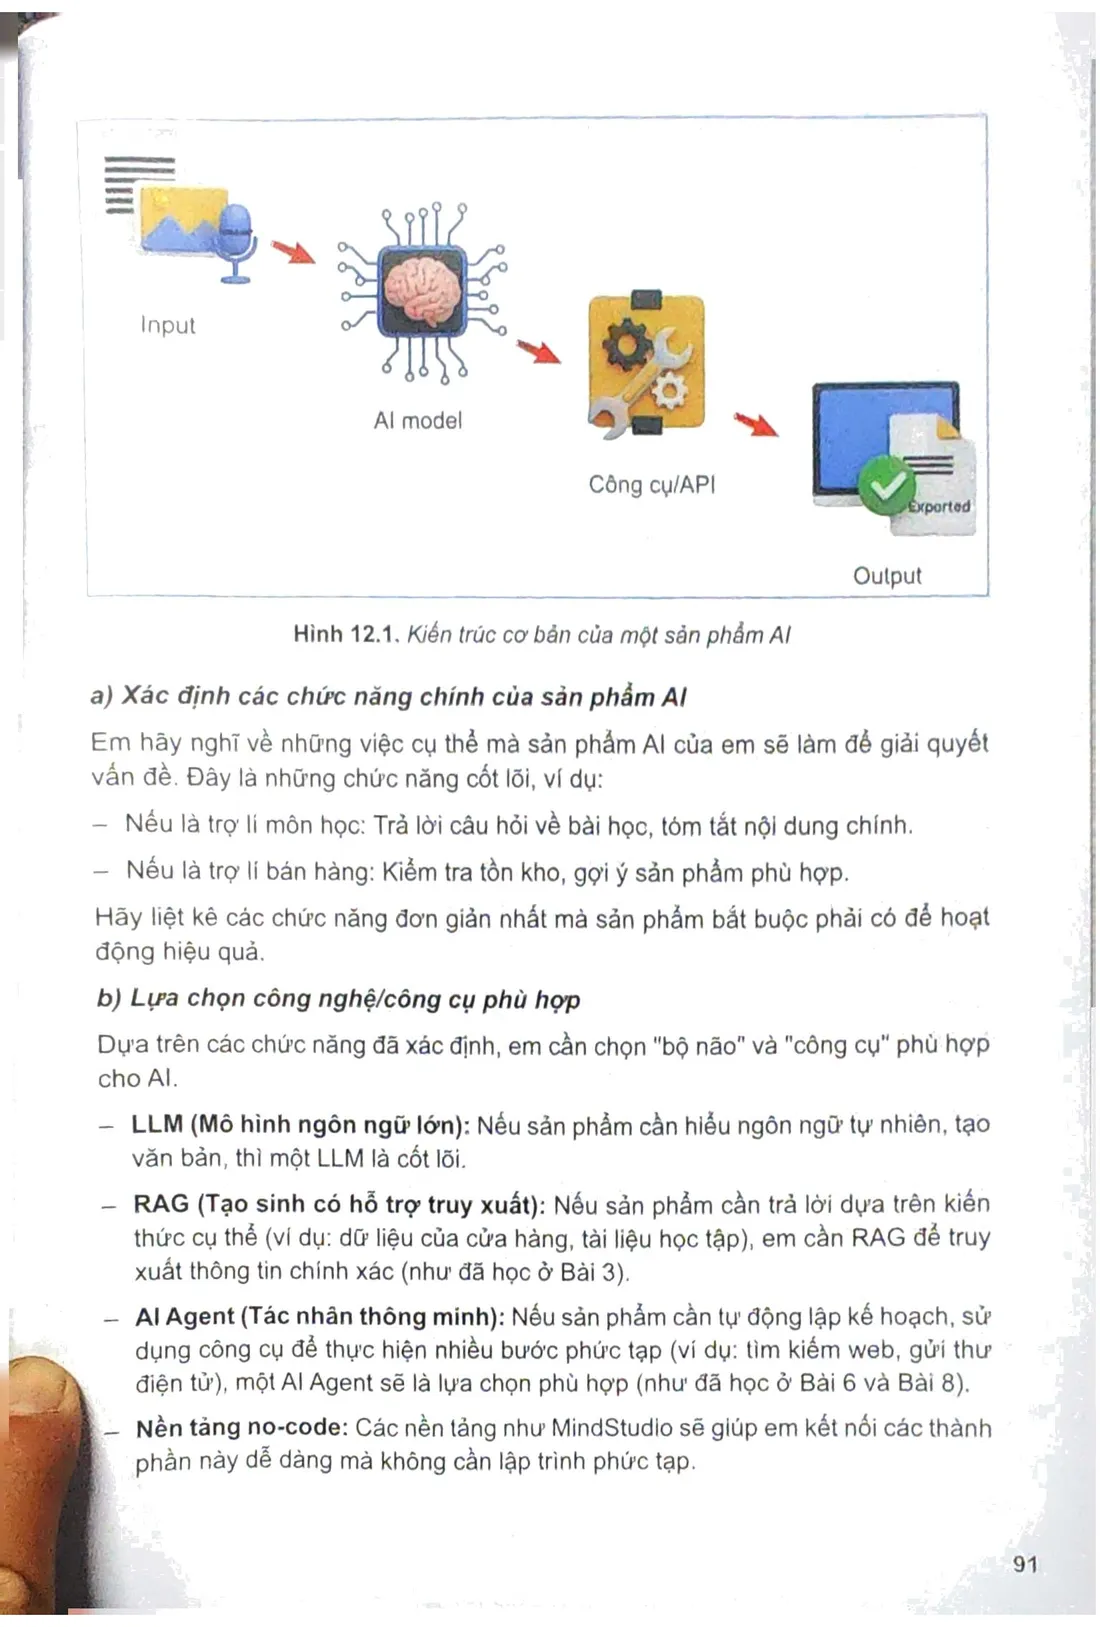 Input
AI model
Công cụ/API
Exported
Output
Hình 12.1. Kiến trúc cơ bản của một sản phẩm AI
a) Xác định các chức năng chính của sản phẩm AI
Em hãy nghĩ về những việc cụ thể mà sản phẩm AI của em sẽ làm để giải quyết
vấn đề. Đây là những chức năng cốt lõi, ví dụ:
– Nếu là trợ lí môn học: Trả lời câu hỏi về bài học, tóm tắt nội dung chính.
– Nếu là trợ lí bán hàng: Kiểm tra tồn kho, gợi ý sản phẩm phù hợp.
Hãy liệt kê các chức năng đơn giản nhất mà sản phẩm bắt buộc phải có để hoạt
động hiệu quả.
b) Lựa chọn công nghệ/công cụ phù hợp
Dựa trên các chức năng đã xác định, em cần chọn "bộ não" và "công cụ" phù hợp
cho AI.
– LLM (Mô hình ngôn ngữ lớn): Nếu sản phẩm cần hiểu ngôn ngữ tự nhiên, tạo
văn bản, thì một LLM là cốt lõi.
– RAG (Tạo sinh có hỗ trợ truy xuất): Nếu sản phẩm cần trả lời dựa trên kiến
thức cụ thể (ví dụ: dữ liệu của cửa hàng, tài liệu học tập), em cần RAG để truy
xuất thông tin chính xác (như đã học ở Bài 3).
– AI Agent (Tác nhân thông minh): Nếu sản phẩm cần tự động lập kế hoạch, sử
dụng công cụ để thực hiện nhiều bước phức tạp (ví dụ: tìm kiếm web, gửi thư
điện tử), một AI Agent sẽ là lựa chọn phù hợp (như đã học ở Bài 6 và Bài 8).
– Nền tảng no-code: Các nền tảng như MindStudio sẽ giúp em kết nối các thành
phần này dễ dàng mà không cần lập trình phức tạp.
91